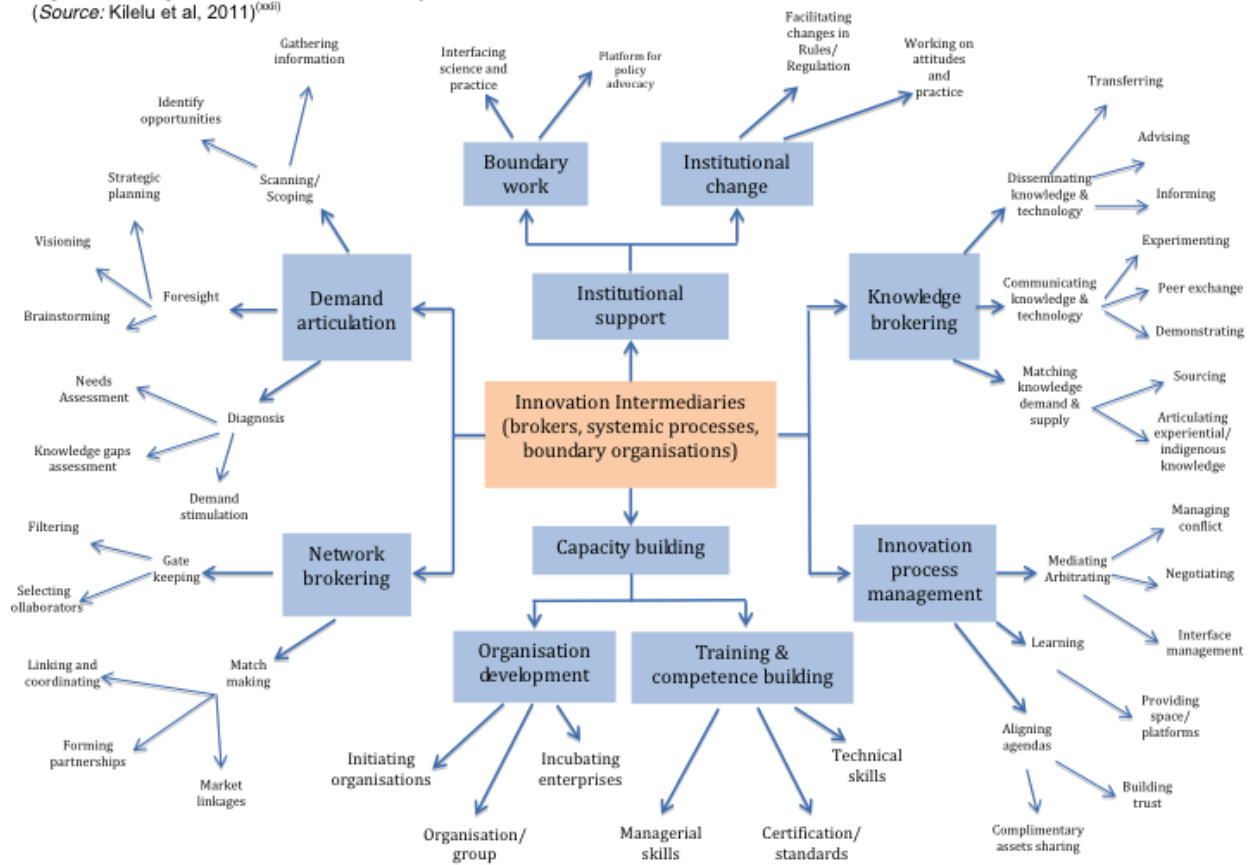 (Source: Kilelu et al, 2011)(xxii)
Gathering
information
Identify
opportunities
Scanning/
Scoping
Strategic
planning
Visioning
Foresight
Brainstorming
Demand
articulation
Needs
Assessment
Diagnosis
Knowledge gaps
assessment
Demand
stimulation
Interfacing
science and
practice
Platform for
policy
advocacy
Boundary
work
Facilitating
changes in
Rules/
Regulation
Working on
attitudes
and
practice
Institutional
change
Institutional
support
Innovation Intermediaries
(brokers, systemic processes,
boundary organisations)
Knowledge
brokering
Transferring
Disseminating
knowledge &
technology
Advising
Informing
Communicating
knowledge &
technology
Experimenting
Peer exchange
Demonstrating
Matching
knowledge
demand &
supply
Sourcing
Articulating
experiential/
indigenous
knowledge
Network
brokering
Filtering
Gate
keeping
Selecting
ollaborators
Match
making
Linking and
coordinating
Forming
partnerships
Market
linkages
Capacity building
Organisation
development
Initiating
organisations
Organisation/
group
Incubating
enterprises
Training &
competence building
Managerial
skills
Certification/
standards
Technical
skills
Innovation
process
management
Mediating
Arbitrating
Managing
conflict
Negotiating
Interface
management
Learning
Providing
space/
platforms
Aligning
agendas
Building
trust
Complimentary
assets sharing